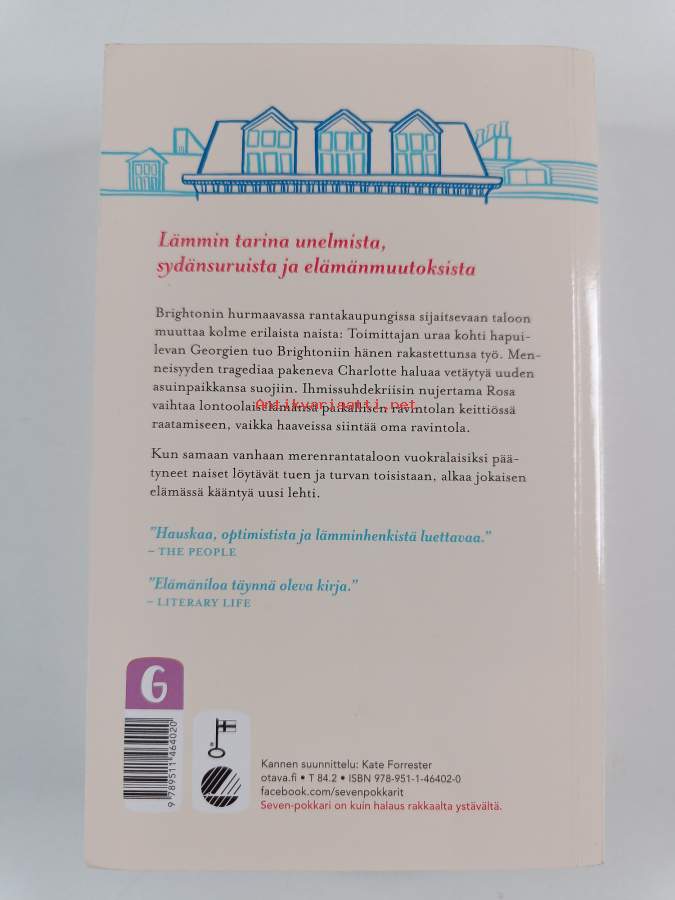 Lämmin tarina unelmista,
sydänsuruista ja elämänmuutoksista
Brightonin hurmaavassa rantakaupungissa sijaitsevaan taloon
muuttaa kolme erilaista naista: Toimittajan uraa kohti hapui-
levan Georgien tuo Brightoniin hänen rakastettunsa työ. Men-
neisyyden tragediaa pakeneva Charlotte haluaa vetäytyä uuden
asuinpaikkansa suojiin. Ihmissuhdekriisin nujertama Rosa
vaihtaa lontoolaiselämänsä paikallisen ravintolan keittiössä
Antikvariaatti.net
raatamiseen, vaikka haaveissa siintää oma ravintola.
Kun samaan vanhaan merenrantataloon vuokralaisiksi pää-
tyneet naiset löytävät tuen ja turvan toisistaan, alkaa jokaisen
elämässä kääntyä uusi lehti.
"Hauskaa, optimistista ja lämminhenkistä luettavaa."
– THE PEOPLE
"Elämäniloa täynnä oleva kirja."
– LITERARY LIFE
G
9 789511 464020
Kannen suunnittelu: Kate Forrester
otava.fi • T 84.2 • ISBN 978-951-1-46402-0
facebook.com/sevenpokkarit
Seven-pokkari on kuin halaus rakkaalta ystävältä.